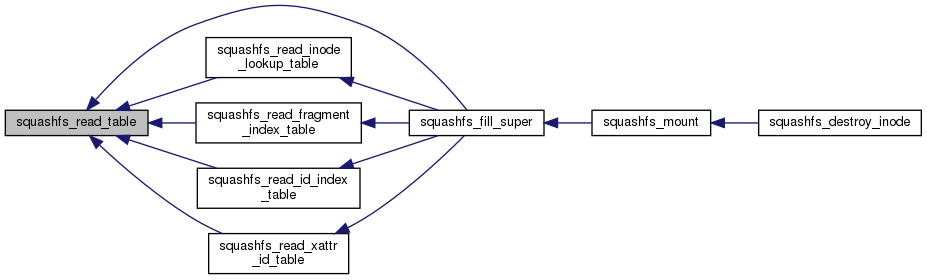 squashfs_read_table
squashfs_read_inode
_lookup_table
squashfs_read_fragment
_index_table
squashfs_read_id_index
_table
squashfs_read_xattr
_id_table
squashfs_fill_super
squashfs_mount
squashfs_destroy_inode